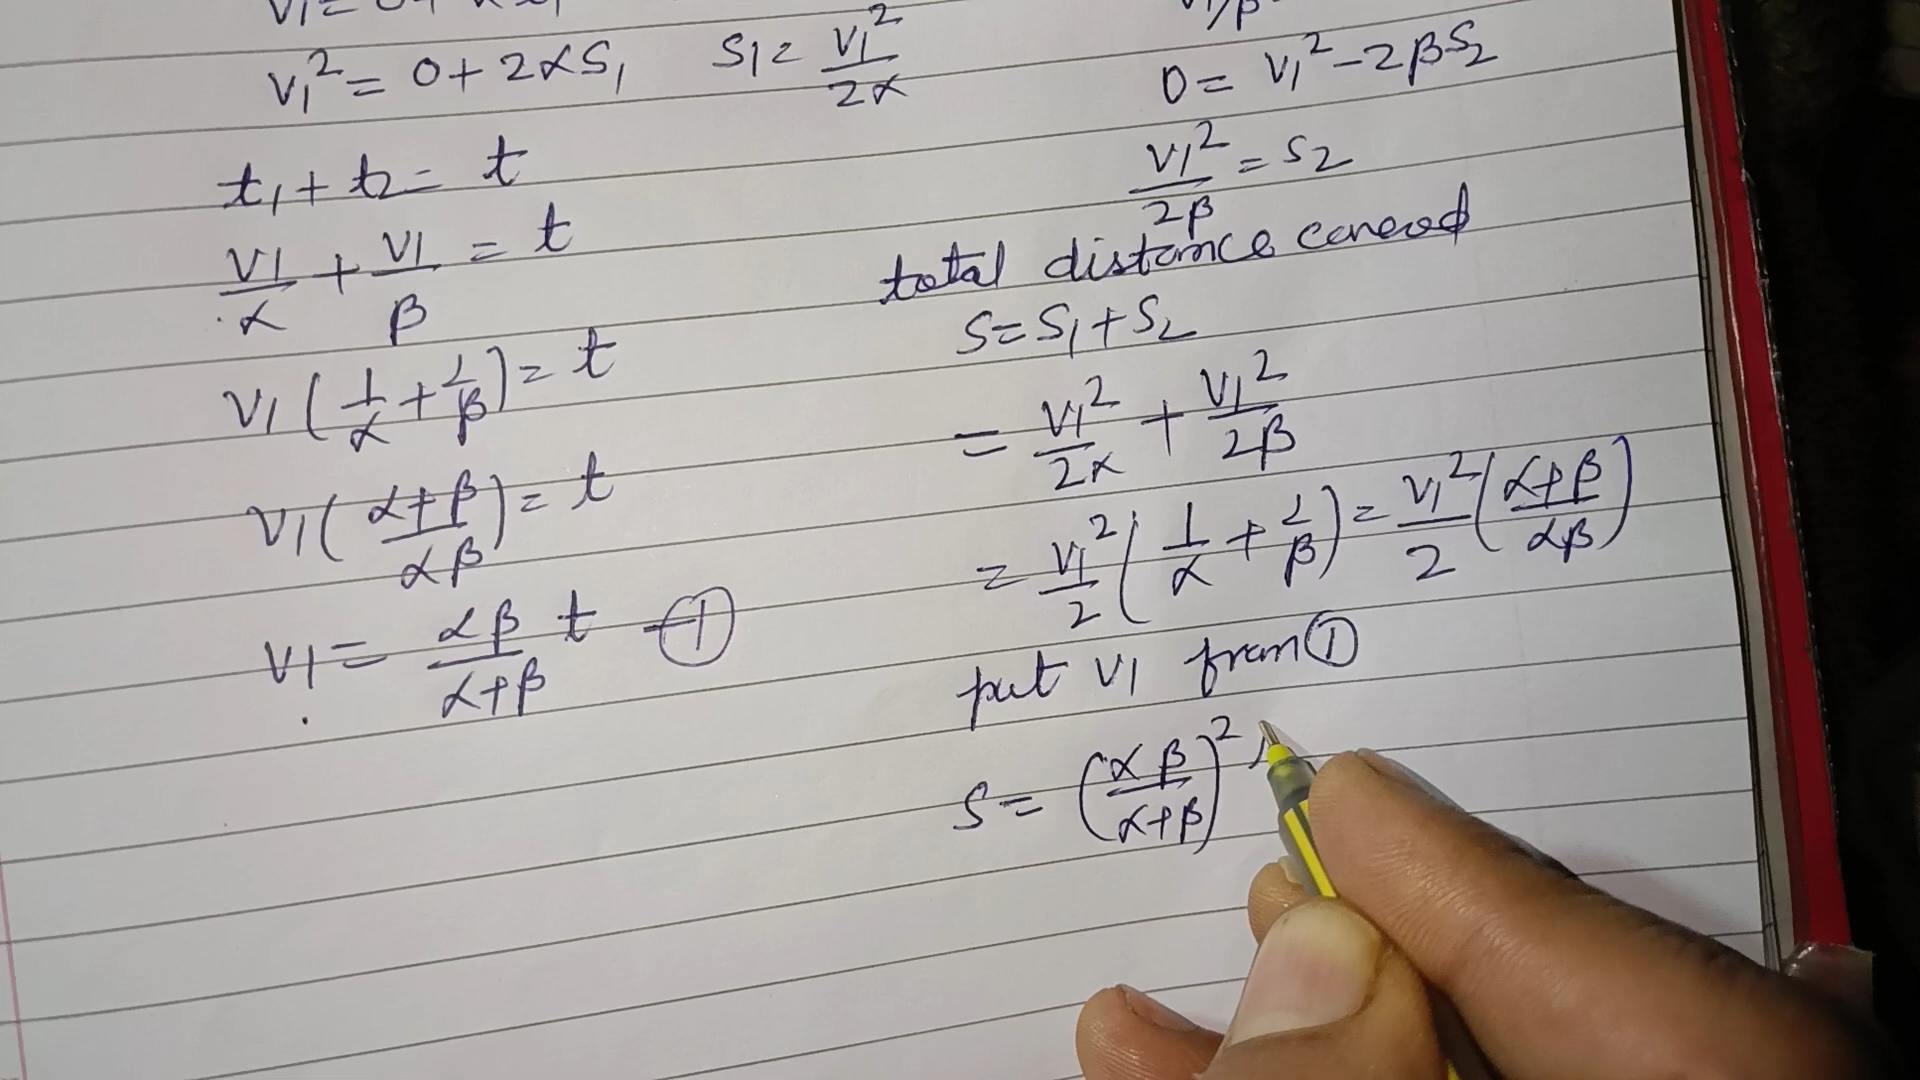 v₁² = 0 + 2αS₁   S₁ = v₁²/2α
t₁ + t₂ = t
v₁/α + v₁/β = t
v₁(1/α + 1/β) = t
v₁((α+β)/αβ) = t
v₁ = αβ/(α+β) t — ①
0 = v₁² - 2βS₂
v₁²/2β = S₂
total distance covered
S = S₁ + S₂
= v₁²/2α + v₁²/2β
= v₁²/2 (1/α + 1/β) = v₁²/2 ((α+β)/αβ)
put v₁ from ①
S = (αβ/(α+β))²